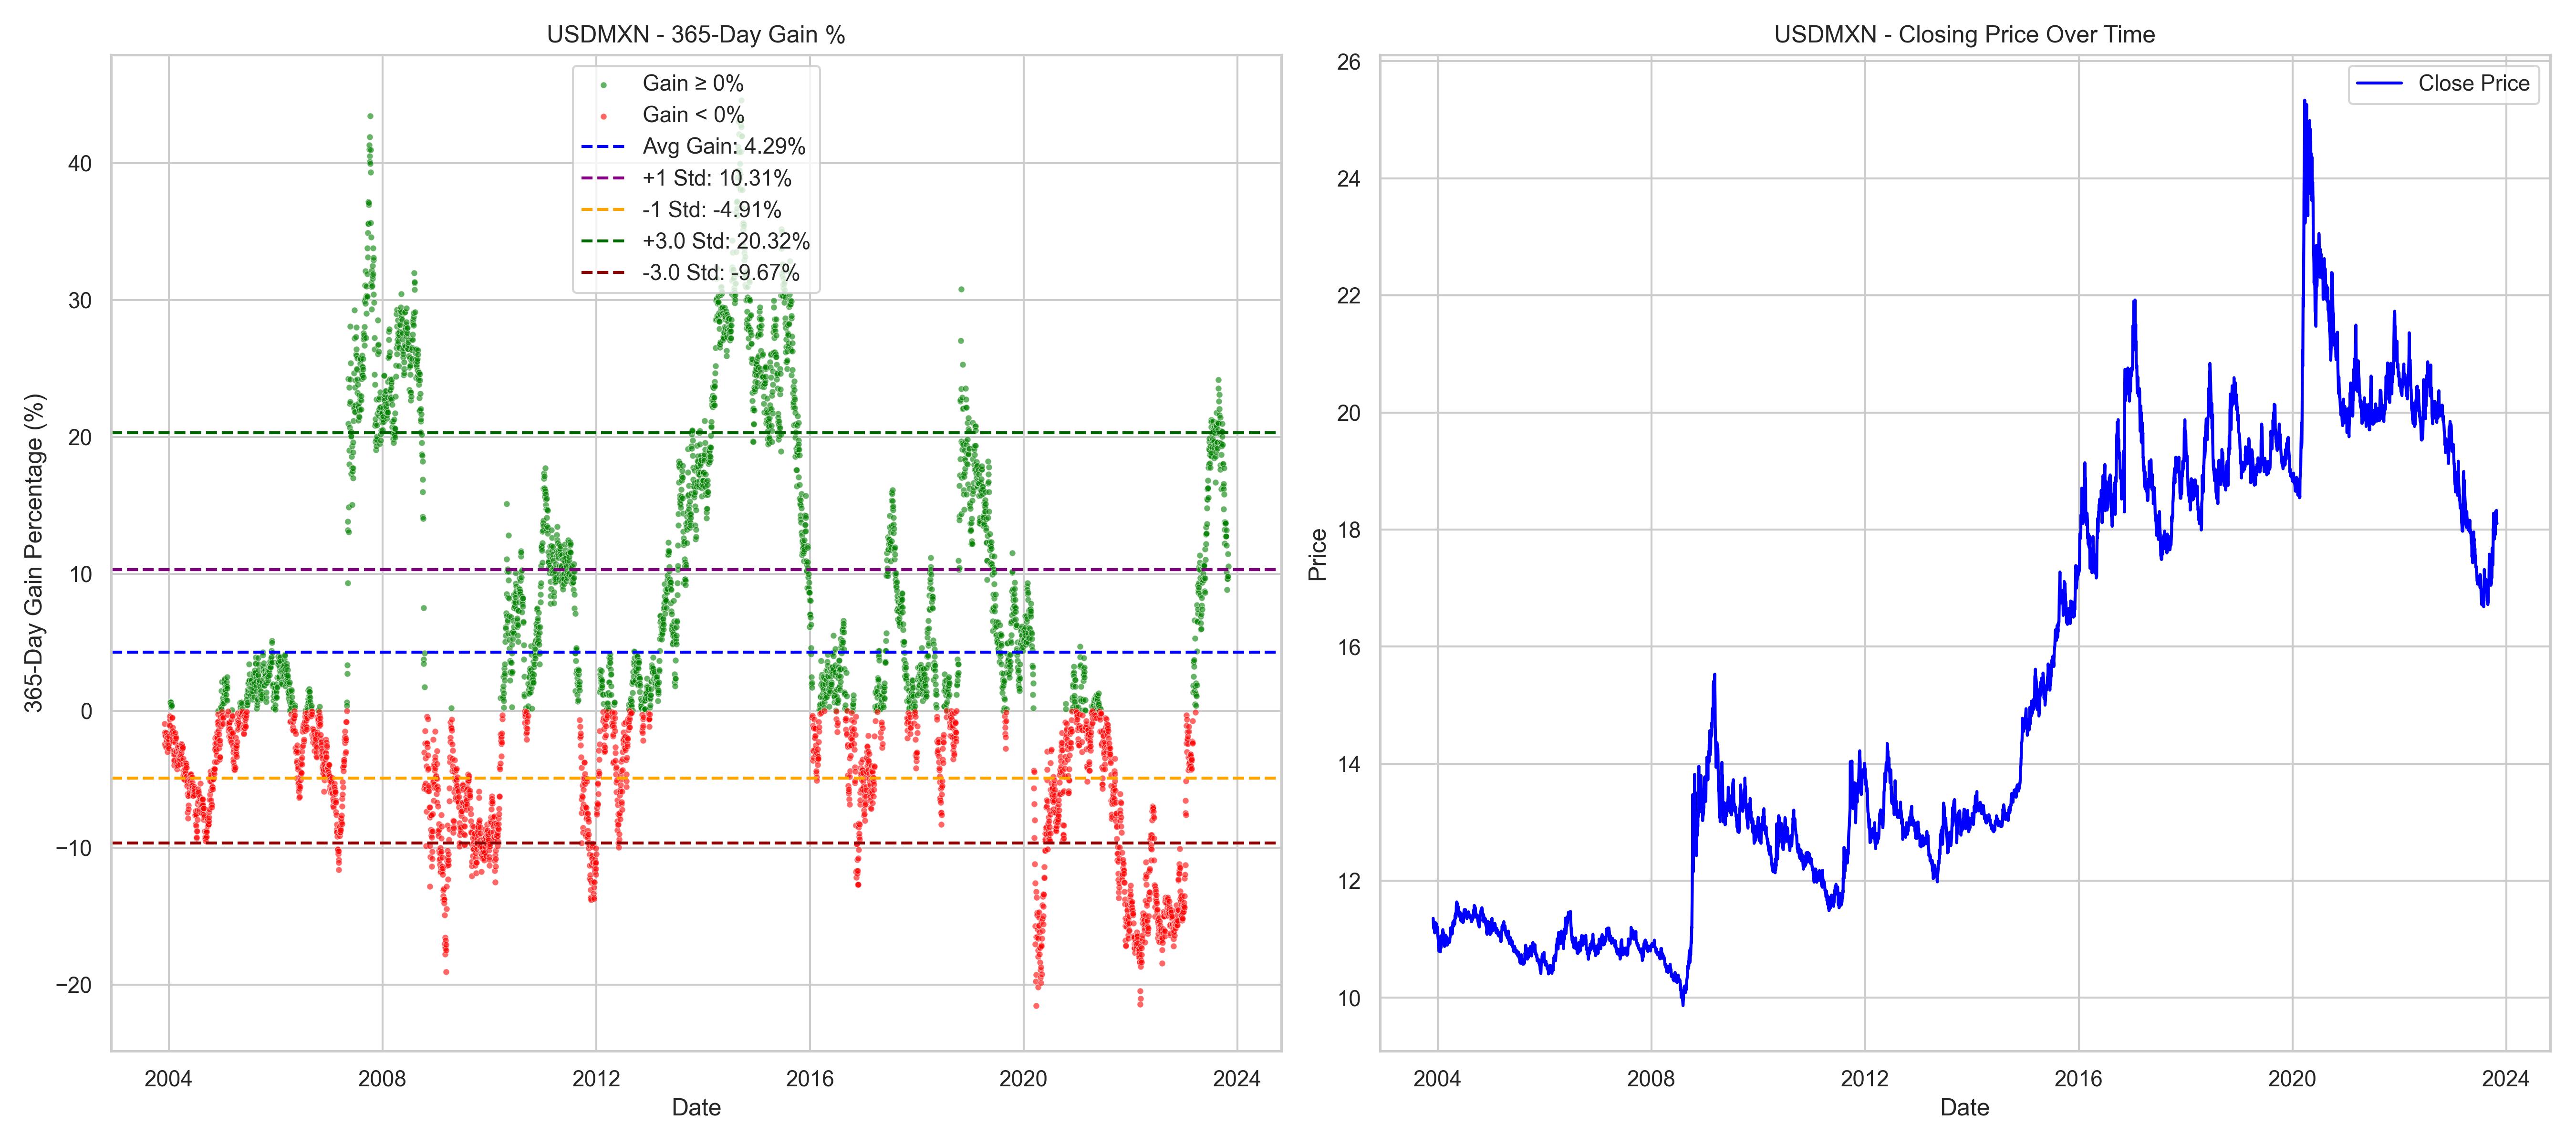 USDMXN - 365-Day Gain %
Gain ≥ 0%
Gain < 0%
Avg Gain: 4.29%
+1 Std: 10.31%
-1 Std: -4.91%
+3.0 Std: 20.32%
-3.0 Std: -9.67%
365-Day Gain Percentage (%)
40
30
20
10
0
−10
−20
2004 2008 2012 2016 2020 2024
Date
USDMXN - Closing Price Over Time
Close Price
Price
26
24
22
20
18
16
14
12
10
2004 2008 2012 2016 2020 2024
Date